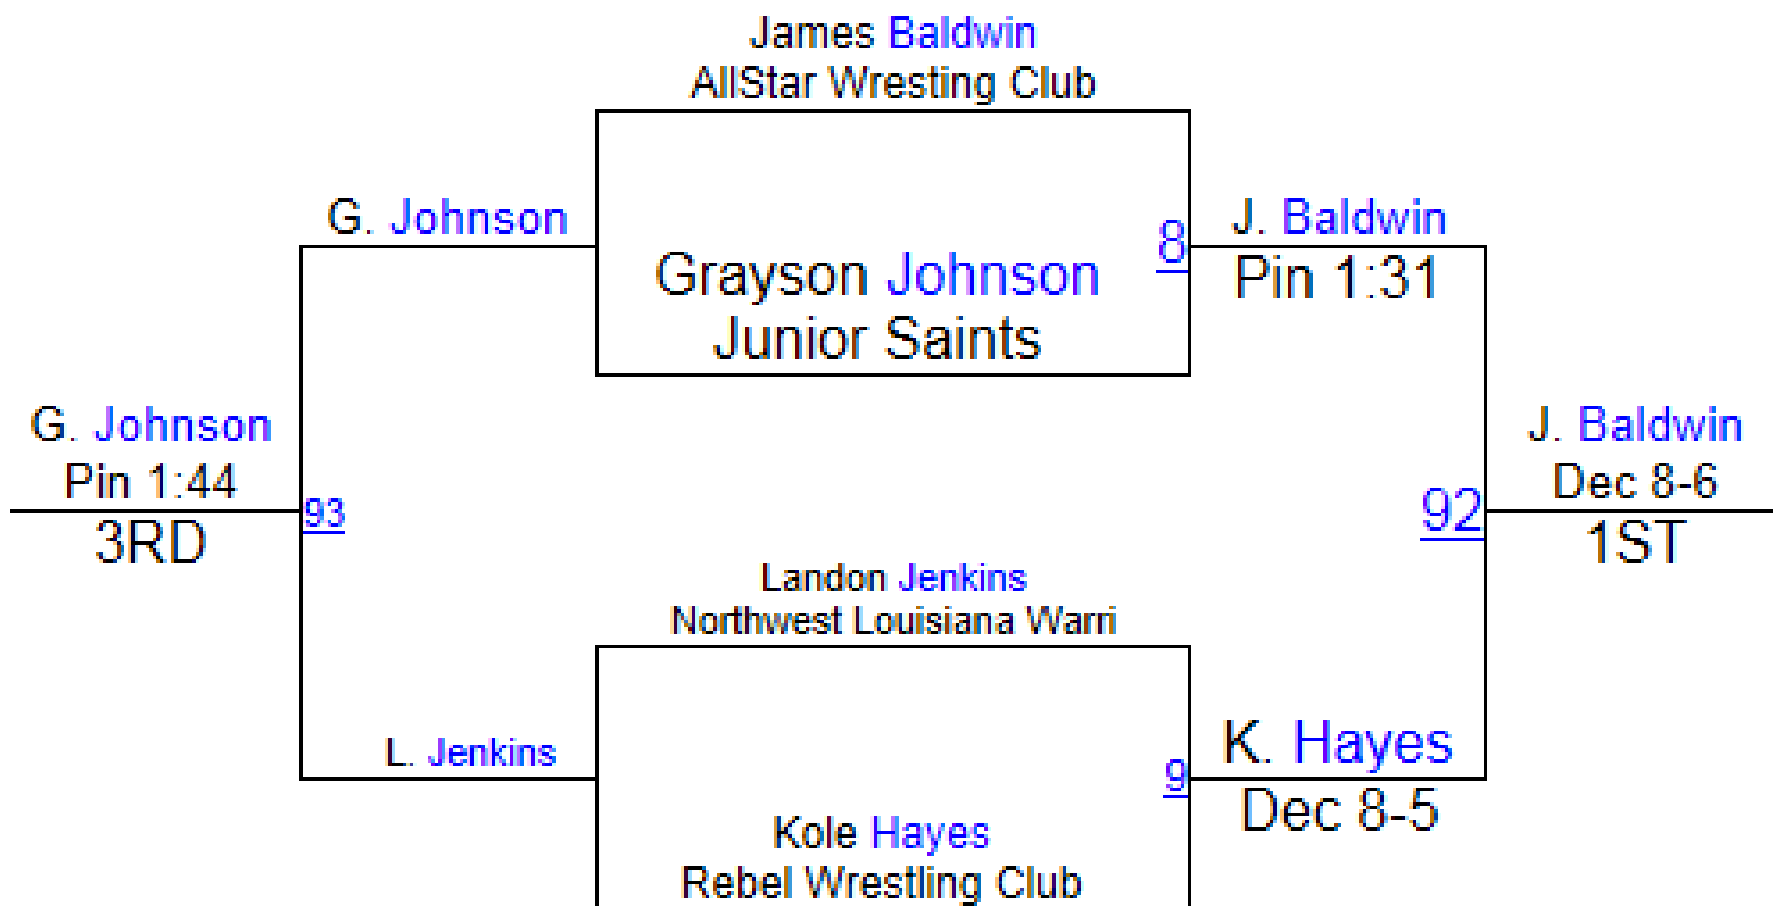 James Baldwin
AllStar Wresting Club
G. Johnson
8
J. Baldwin
Grayson Johnson
Pin 1:31
Junior Saints
G. Johnson
Pin 1:44
3RD
93
92
J. Baldwin
Dec 8-6
1ST
Landon Jenkins
Northwest Louisiana Warri
L. Jenkins
9
K. Hayes
Dec 8-5
Kole Hayes
Rebel Wrestling Club